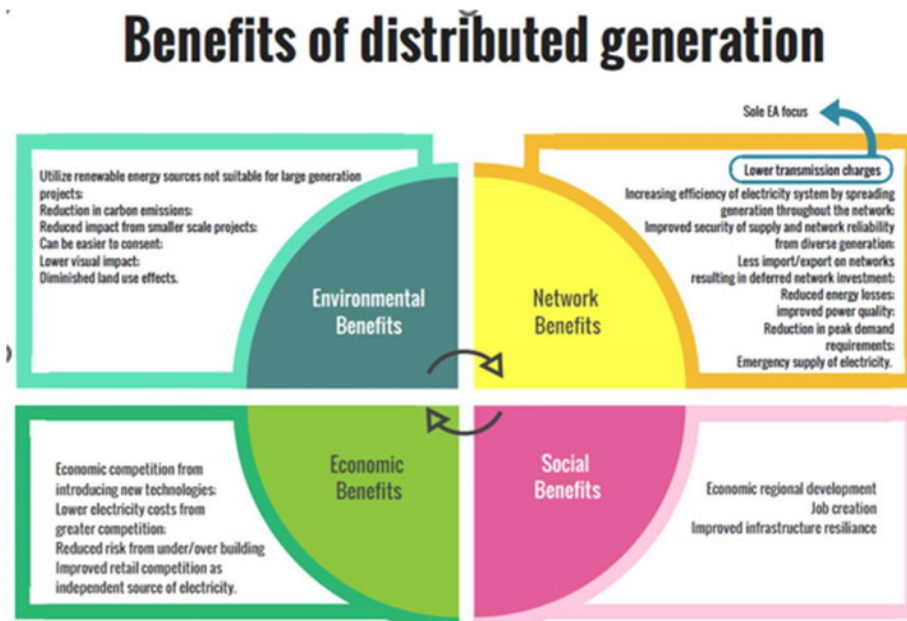 Benefits of distributed generation
Sole EA focus
Utilize renewable energy sources not suitable for large generation
projects:
Reduction in carbon emissions:
Reduced impact from smaller scale projects:
Can be easier to consent:
Lower visual impact:
Diminished land use effects.
Environmental
Benefits
Network
Benefits
Lower transmission charges
Increasing efficiency of electricity system by spreading
generation throughout the network:
Improved security of supply and network reliability
from diverse generation:
Less import/export on networks
resulting in deferred network investment:
Reduced energy losses:
improved power quality:
Reduction in peak demand
requirements:
Emergency supply of electricity.
Economic competition from
introducing new technologies:
Lower electricity costs from
greater competition:
Reduced risk from under/over building
Improved retail competition as
independent source of electricity.
Economic
Benefits
Social
Benefits
Economic regional development
Job creation
Improved infrastructure resiliance